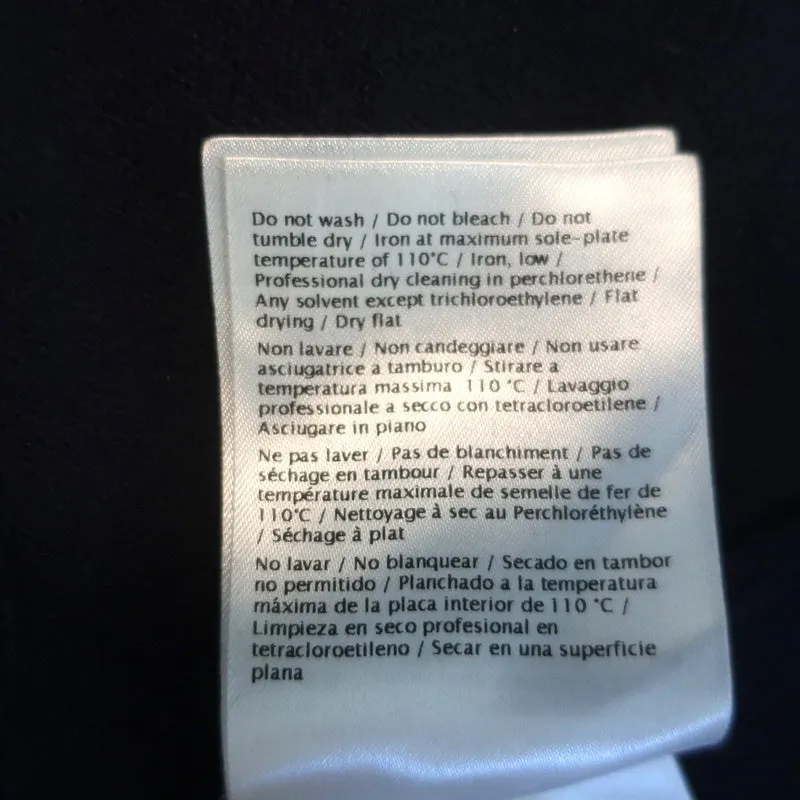 Do not wash / Do not bleach / Do not
tumble dry / Iron at maximum sole-plate
temperature of 110°C / Iron, low /
Professional dry cleaning in perchlorethene /
Any solvent except trichloroethylene / Flat
drying / Dry flat
Non lavare / Non candeggiare / Non usare
asciugatrice a tamburo / Stirare a
temperatura massima 110 °C / Lavaggio
professionale a secco con tetracloroetilene /
Asciugare in piano
Ne pas laver / Pas de blanchiment / Pas de
séchage en tambour / Repasser à une
température maximale de semelle de fer de
110°C / Nettoyage à sec au Perchloréthylène
/ Séchage à plat
No lavar / No blanquear / Secado en tambor
no permitido / Planchado a la temperatura
máxima de la placa interior de 110 °C /
Limpieza en seco profesional en
tetracloroetileno / Secar en una superficie
plana